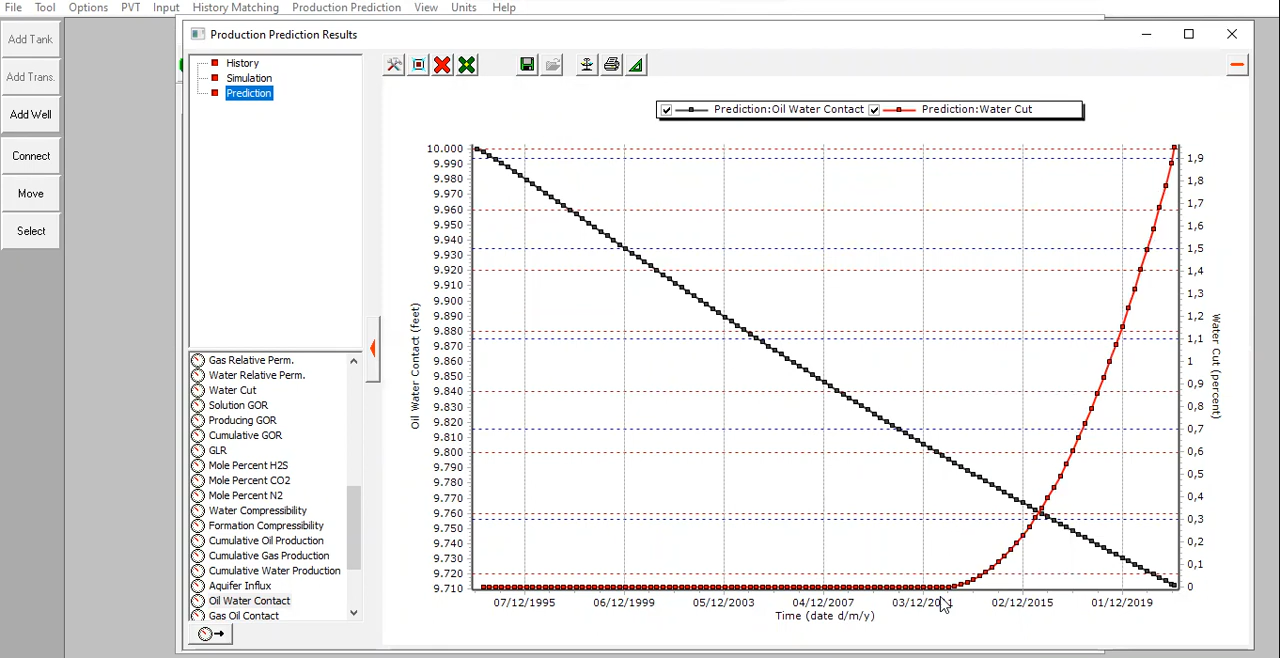 File Tool Options PVT Input History Matching Production Prediction View Units Help
Production Prediction Results
Add Tank
Add Trans.
Add Well
Connect
Move
Select
History
Simulation
Prediction
Gas Relative Perm.
Water Relative Perm.
Water Cut
Solution GOR
Producing GOR
Cumulative GOR
GLR
Mole Percent H2S
Mole Percent CO2
Mole Percent N2
Water Compressibility
Formation Compressibility
Cumulative Oil Production
Cumulative Gas Production
Cumulative Water Production
Aquifer Influx
Oil Water Contact
Gas Oil Contact
Prediction:Oil Water Contact Prediction:Water Cut
Oil Water Contact (feet)
10.000
9.990
9.980
9.970
9.960
9.950
9.940
9.930
9.920
9.910
9.900
9.890
9.880
9.870
9.860
9.850
9.840
9.830
9.820
9.810
9.800
9.790
9.780
9.770
9.760
9.750
9.740
9.730
9.720
9.710
1,9
1,8
1,7
1,6
1,5
1,4
1,3
1,2
1,1
1
0,9
0,8
0,7
0,6
0,5
0,4
0,3
0,2
0,1
0
Water Cut (percent)
07/12/1995 06/12/1999 05/12/2003 04/12/2007 02/12/2015 01/12/2019
Time (date d/m/y)